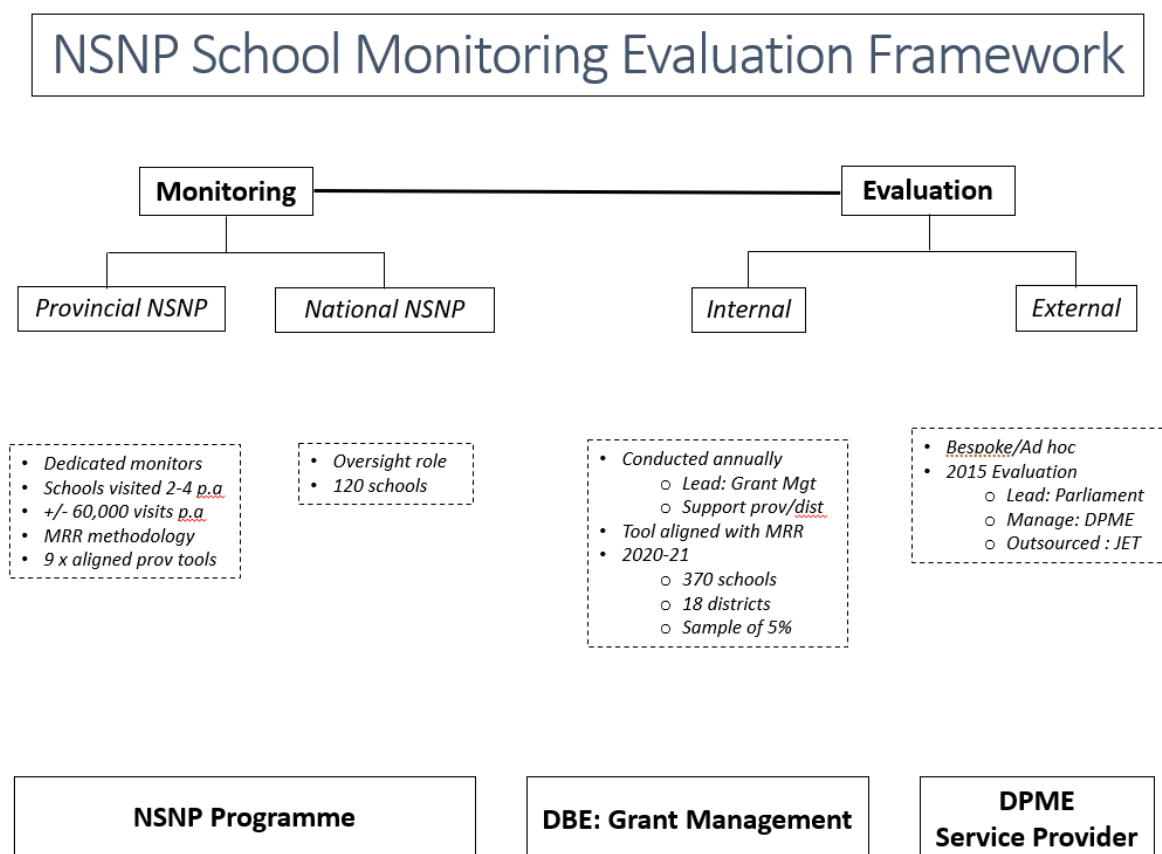 NSNP School Monitoring Evaluation Framework
Monitoring
Evaluation
Provincial NSNP
National NSNP
Internal
External
• Dedicated monitors
• Schools visited 2-4 p.a
• +/- 60,000 visits p.a
• MRR methodology
• 9 x aligned prov tools
• Oversight role
• 120 schools
• Conducted annually
o Lead: Grant Mgt
o Support prov/dist
• Tool aligned with MRR
• 2020-21
o 370 schools
o 18 districts
o Sample of 5%
• Bespoke/Ad hoc
• 2015 Evaluation
o Lead: Parliament
o Manage: DPME
o Outsourced : JET
NSNP Programme
DBE: Grant Management
DPME
Service Provider